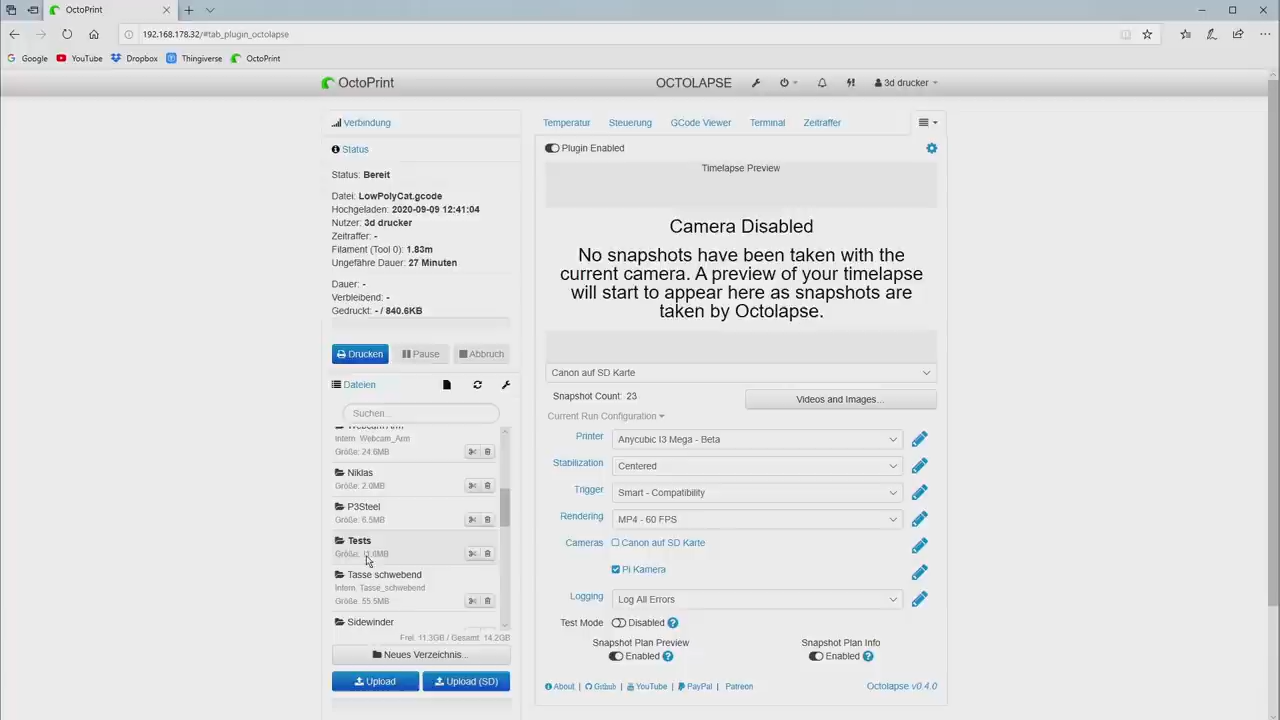 OctoPrint
192.168.178.32/#tab_plugin_octolapse
Google YouTube Dropbox Thingiverse OctoPrint
OctoPrint
OCTOLAPSE
3d drucker
Verbindung
Status
Status: Bereit
Datei: LowPolyCat.gcode
Hochgeladen: 2020-09-09 12:41:04
Nutzer: 3d drucker
Zeitraffer: -
Filament (Tool 0): 1.83m
Ungefähre Dauer: 27 Minuten
Dauer: -
Verbleibend: -
Gedruckt: - / 840.6KB
Drucken Pause Abbruch
Dateien
Suchen...
Webcam Arm
Intern: Webcam_Arm
Größe: 24.6MB
Niklas
Größe: 2.0MB
P3Steel
Größe: 6.5MB
Tests
Größe:
Tasse schwebend
Intern: Tasse_schwebend
Größe: 55.5MB
Sidewinder
Frei: 11.3GB / Gesamt: 14.2GB
Neues Verzeichnis...
Upload Upload (SD)
Temperatur Steuerung GCode Viewer Terminal Zeitraffer
Plugin Enabled
Timelapse Preview
Camera Disabled
No snapshots have been taken with the
current camera. A preview of your timelapse
will start to appear here as snapshots are
taken by Octolapse.
Canon auf SD Karte
Snapshot Count: 23
Videos and Images...
Current Run Configuration
Printer Anycubic I3 Mega - Beta
Stabilization Centered
Trigger Smart - Compatibility
Rendering MP4 - 60 FPS
Cameras Canon auf SD Karte
Pi Kamera
Logging Log All Errors
Test Mode Disabled
Snapshot Plan Preview Snapshot Plan Info
Enabled Enabled
About | Github | YouTube | PayPal | Patreon
Octolapse v0.4.0